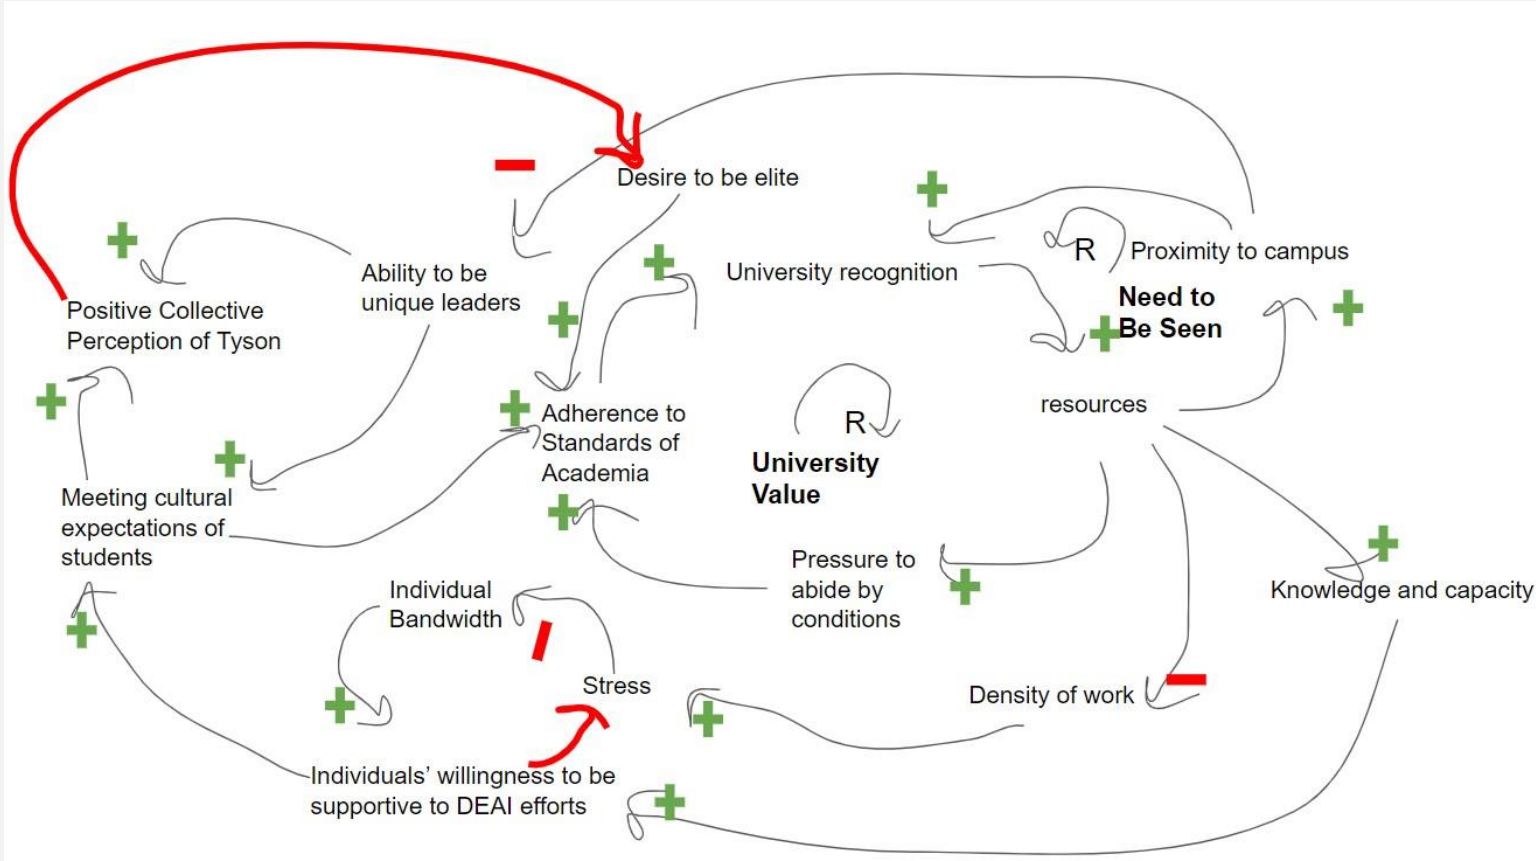 Desire to be elite
Proximity to campus
R
University recognition
Ability to be
unique leaders
Need to
Be Seen
Positive Collective
Perception of Tyson
resources
Adherence to
Standards of
Academia
R
University
Value
Meeting cultural
expectations of
students
Pressure to
abide by
conditions
Individual
Bandwidth
Knowledge and capacity
Stress
Density of work
Individuals’ willingness to be
supportive to DEAI efforts